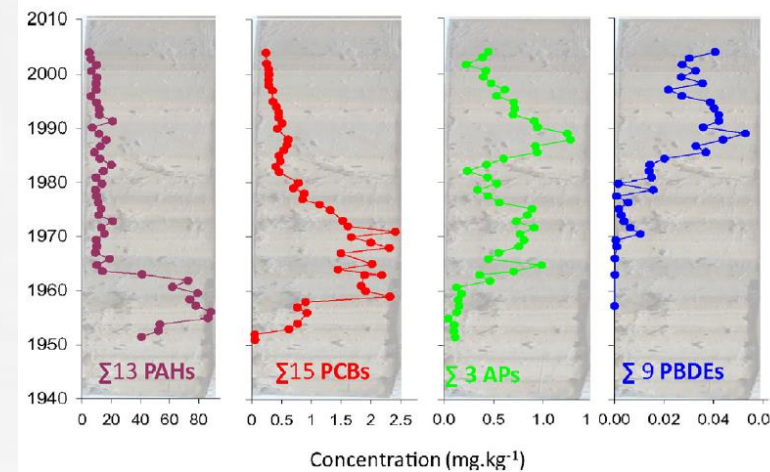 2010
2000
1990
1980
1970
1960
1950
1940
∑13 PAHs
∑15 PCBs
∑ 3 APs
∑ 9 PBDEs
0 20 40 60 80
0 0.5 1 1.5 2 2.5
0 0.5 1.0 1
0.00 0.02 0.04 0.0
Concentration (mg.kg⁻¹)